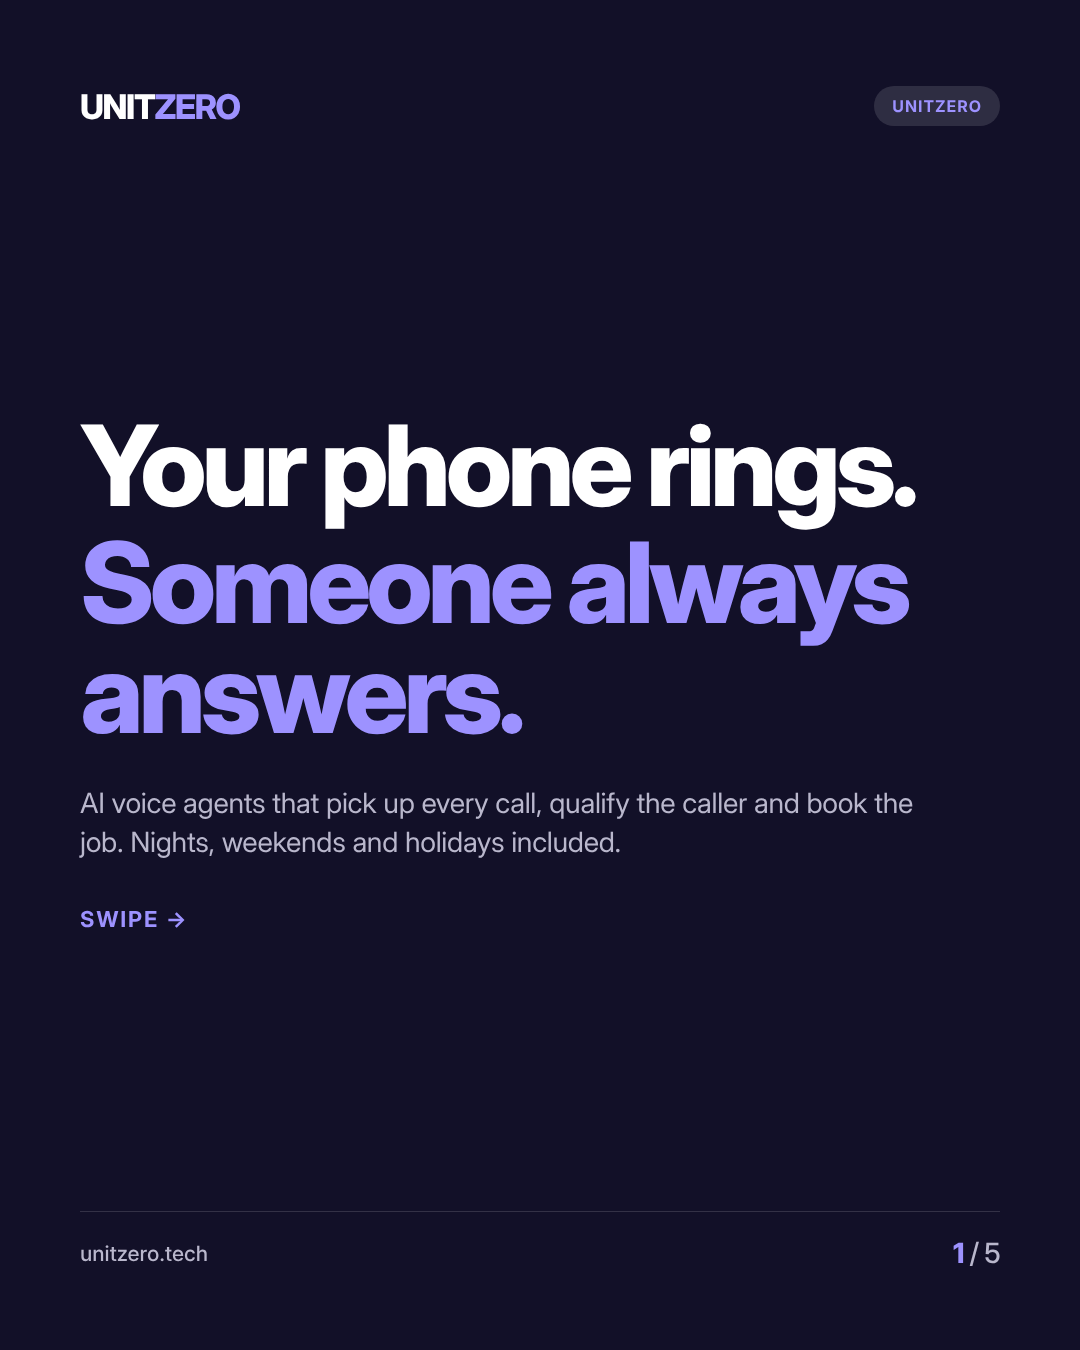 UNITZERO
UNITZERO
Your phone rings.
Someone always
answers.
AI voice agents that pick up every call, qualify the caller and book the
job. Nights, weekends and holidays included.
SWIPE →
unitzero.tech
1 / 5